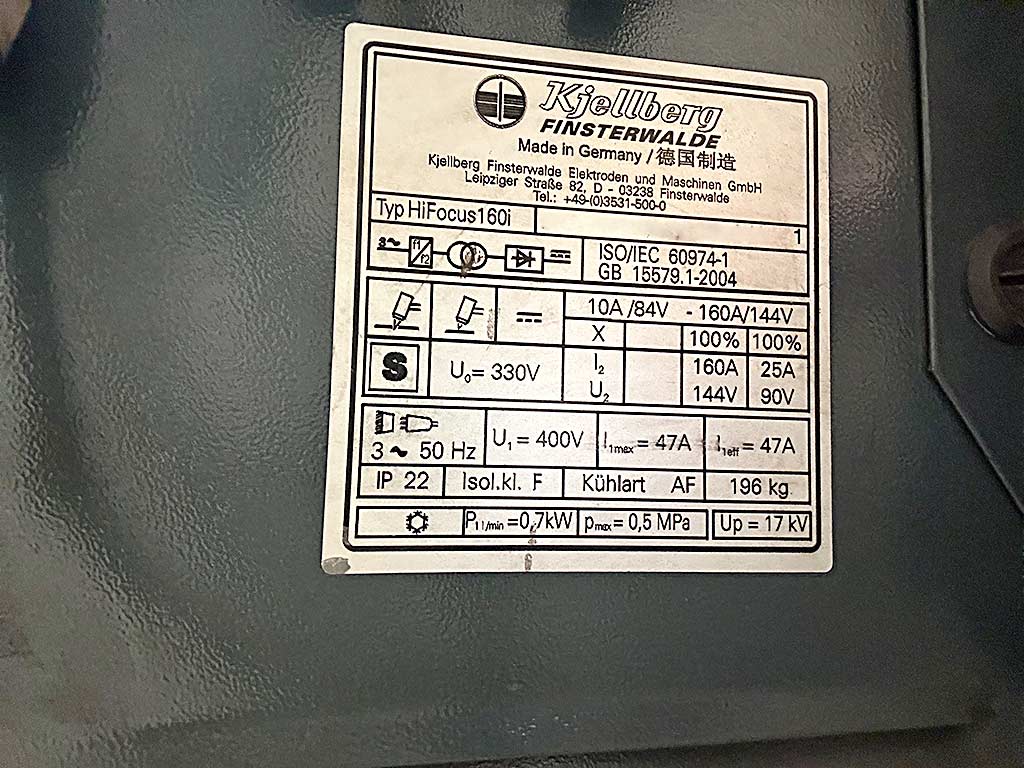 Kjellberg
FINSTERWALDE
Made in Germany / 德国制造
Kjellberg Finsterwalde Elektroden und Maschinen GmbH
Leipziger Straße 82, D - 03238 Finsterwalde
Tel.: +49-(0)3531-500-0
Typ HiFocus160i 1
3~ f1/f2 ISO/IEC 60974-1
GB 15579.1-2004
10A /84V - 160A/144V
X 100% 100%
S U₀= 330V I₂ 160A 25A
U₂ 144V 90V
3 ~ 50 Hz U₁ = 400V I₁max = 47A I₁eff = 47A
IP 22 Isol.kl. F Kühlart AF 196 kg
P₁ l/min =0,7kW pmax= 0,5 MPa Up = 17 kV